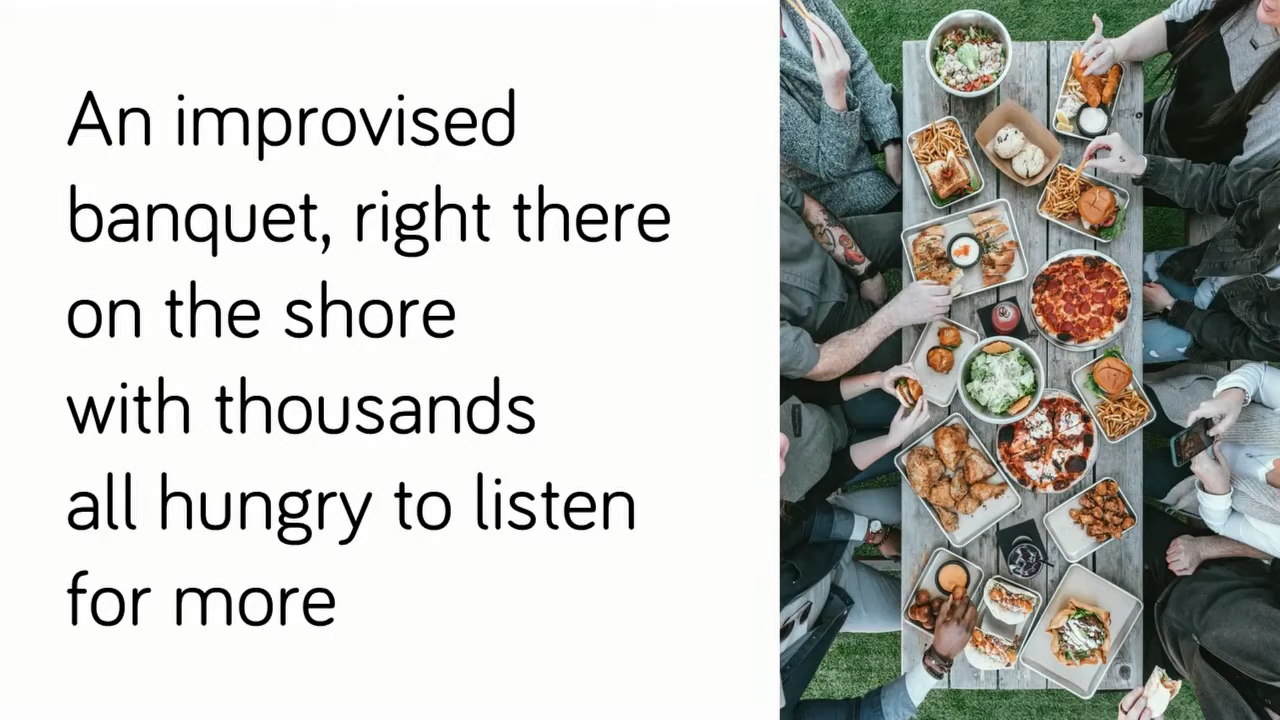 An improvised
banquet, right there
on the shore
with thousands
all hungry to listen
for more